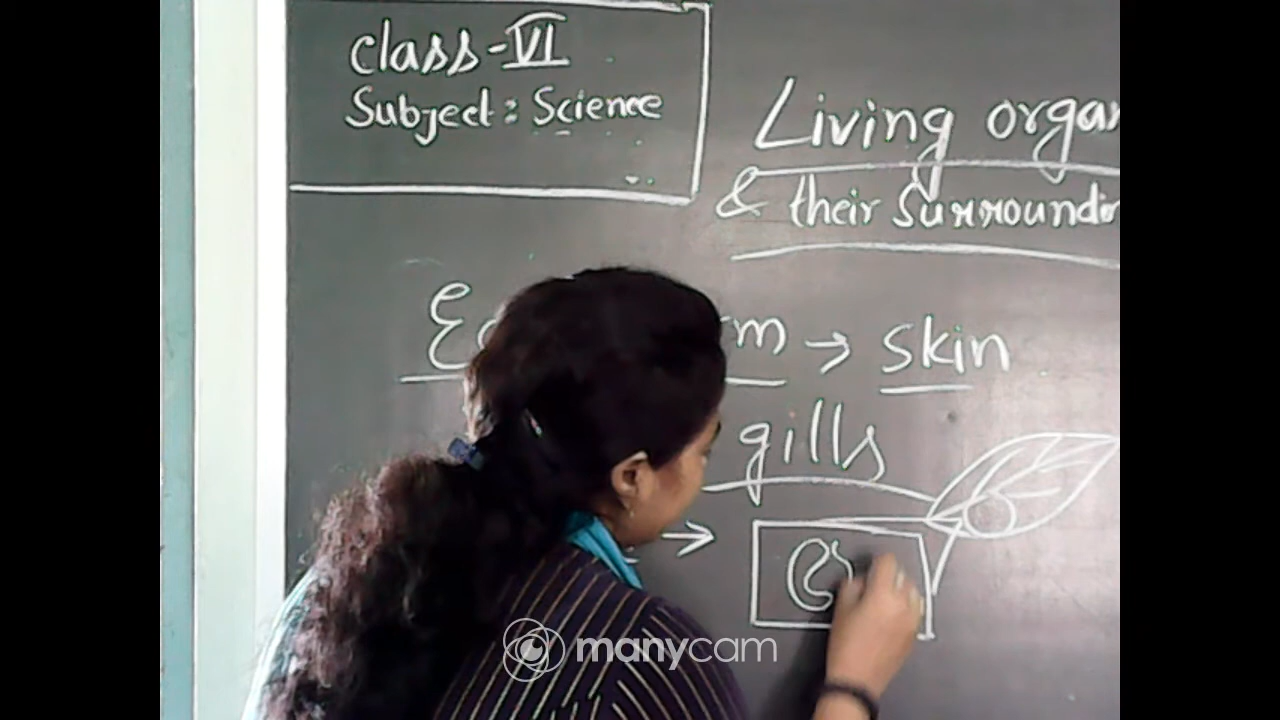 Class-VI
Subject: Science
Living organ
& their Surroundin
skin
gills
manycam